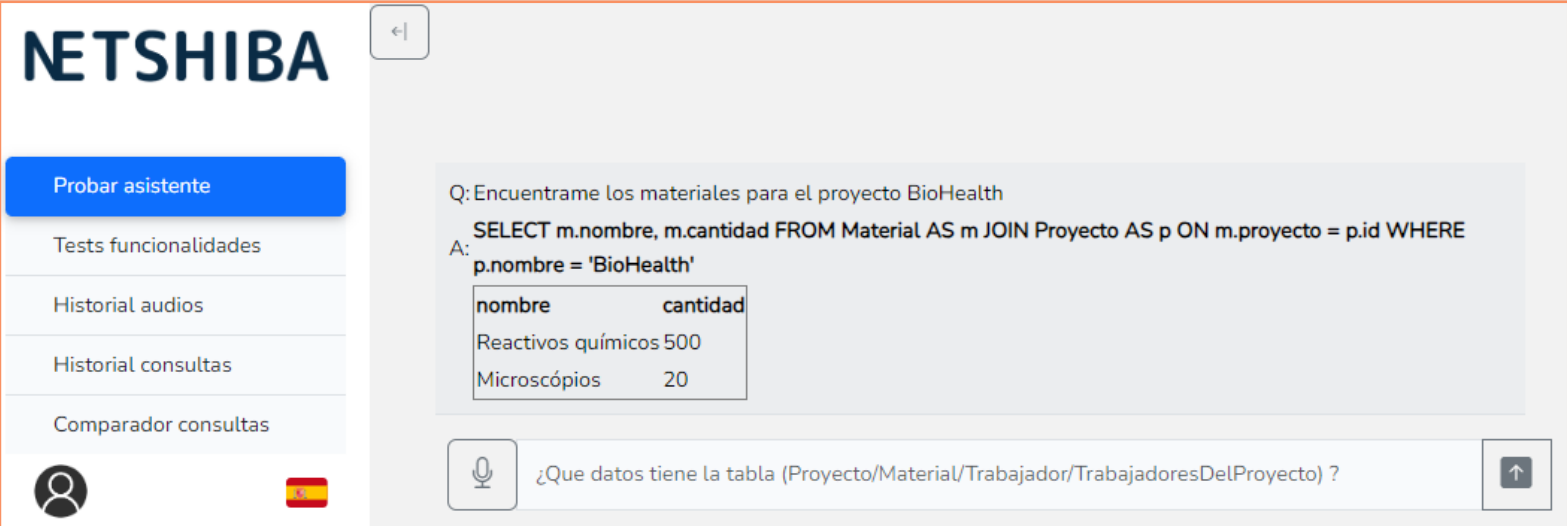 NETSHIBA
Probar asistente
Tests funcionalidades
Historial audios
Historial consultas
Comparador consultas
Q: Encuentrame los materiales para el proyecto BioHealth
A: SELECT m.nombre, m.cantidad FROM Material AS m JOIN Proyecto AS p ON m.proyecto = p.id WHERE
p.nombre = 'BioHealth'
nombre cantidad
Reactivos químicos 500
Microscópios 20
¿Que datos tiene la tabla (Proyecto/Material/Trabajador/TrabajadoresDelProyecto) ?